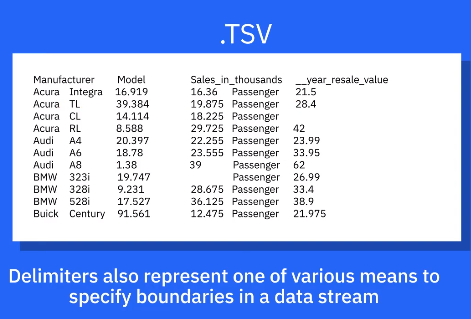 .TSV
Manufacturer Model Sales_in_thousands __year_resale_value
Acura Integra 16.919 16.36 Passenger 21.5
Acura TL 39.384 19.875 Passenger 28.4
Acura CL 14.114 18.225 Passenger
Acura RL 8.588 29.725 Passenger 42
Audi A4 20.397 22.255 Passenger 23.99
Audi A6 18.78 23.555 Passenger 33.95
Audi A8 1.38 39 Passenger 62
BMW 323i 19.747 Passenger 26.99
BMW 328i 9.231 28.675 Passenger 33.4
BMW 528i 17.527 36.125 Passenger 38.9
Buick Century 91.561 12.475 Passenger 21.975
Delimiters also represent one of various means to
specify boundaries in a data stream